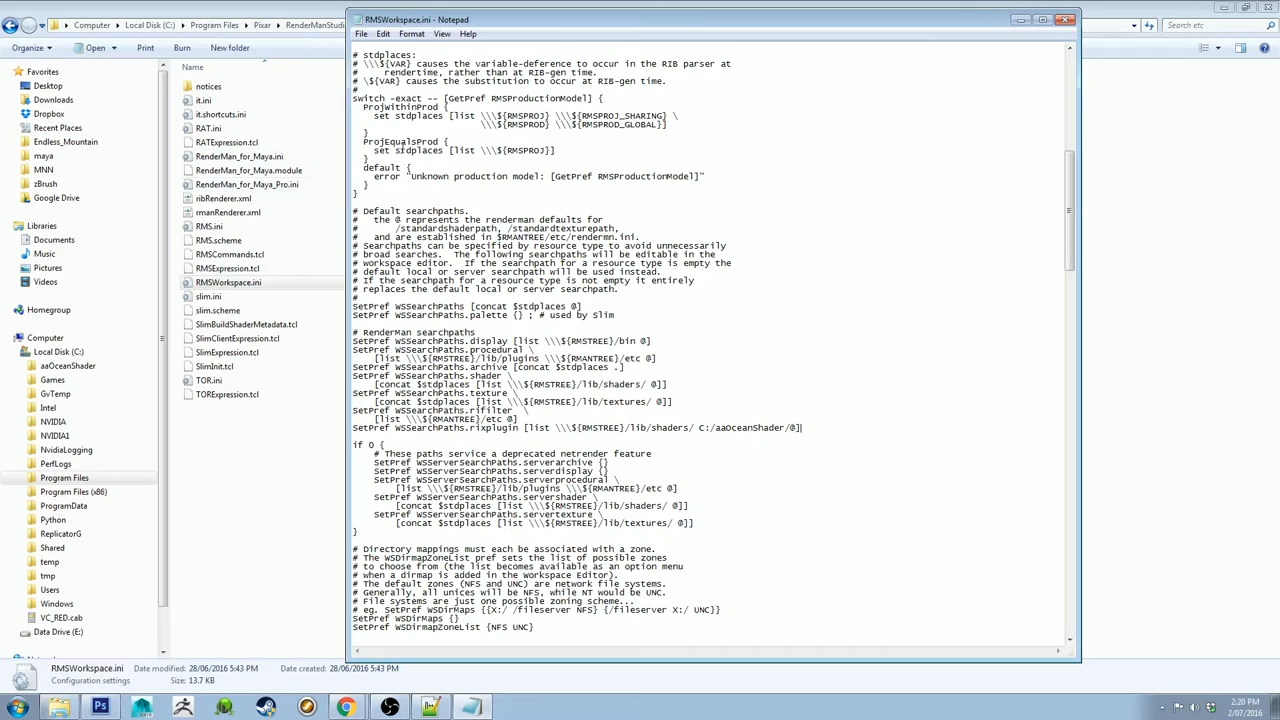 Computer ▸ Local Disk (C:) ▸ Program Files ▸ Pixar ▸ RenderManStudi
Search etc
Organize ▾
Open ▾
Print
Burn
New folder
Favorites
Desktop
Downloads
Dropbox
Recent Places
Endless_Mountain
maya
MNN
zBrush
Google Drive
Libraries
Documents
Music
Pictures
Videos
Homegroup
Computer
Local Disk (C:)
aaOceanShader
Games
GvTemp
Intel
NVIDIA
NVIDIA1
NvidiaLogging
PerfLogs
Program Files
Program Files (x86)
ProgramData
Python
ReplicatorG
Shared
temp
tmp
Users
Windows
VC_RED.cab
Data Drive (E:)
Name
notices
it.ini
it.shortcuts.ini
RAT.ini
RATExpression.tcl
RenderMan_for_Maya.ini
RenderMan_for_Maya.module
RenderMan_for_Maya_Pro.ini
ribRenderer.xml
rmanRenderer.xml
RMS.ini
RMS.scheme
RMSCommands.tcl
RMSExpression.tcl
RMSWorkspace.ini
slim.ini
slim.scheme
SlimBuildShaderMetadata.tcl
SlimClientExpression.tcl
SlimExpression.tcl
SlimInit.tcl
TOR.ini
TORExpression.tcl
RMSWorkspace.ini - Notepad
File Edit Format View Help
# stdplaces:
# \\\${VAR} causes the variable-deference to occur in the RIB parser at
#     rendertime, rather than at RIB-gen time.
# \${VAR} causes the substitution to occur at RIB-gen time.
#
switch -exact -- [GetPref RMSProductionModel] {
  ProjWithinProd {
    set stdplaces [list \\\${RMSPROJ} \\\${RMSPROJ_SHARING} \
                        \\\${RMSPROD} \\\${RMSPROD_GLOBAL}]
  }
  ProjEqualsProd {
    set stdplaces [list \\\${RMSPROJ}]
  }
  default {
    error "Unknown production model: [GetPref RMSProductionModel]"
  }
}
# Default searchpaths.
#   the @ represents the renderman defaults for
#       /standardshaderpath, /standardtexturepath,
#   and are established in $RMANTREE/etc/rendermn.ini.
# Searchpaths can be specified by resource type to avoid unnecessarily
# broad searches.  The following searchpaths will be editable in the
# workspace editor.  If the searchpath for a resource type is empty the
# default local or server searchpath will be used instead.
# If the searchpath for a resource type is not empty it entirely
# replaces the default local or server searchpath.
#
SetPref WSSearchPaths [concat $stdplaces @]
SetPref WSSearchPaths.palette {} ; # used by Slim
# RenderMan searchpaths
SetPref WSSearchPaths.display [list \\\${RMSTREE}/bin @]
SetPref WSSearchPaths.procedural \
    [list \\\${RMSTREE}/lib/plugins \\\${RMANTREE}/etc @]
SetPref WSSearchPaths.archive [concat $stdplaces .]
SetPref WSSearchPaths.shader \
    [concat $stdplaces [list \\\${RMSTREE}/lib/shaders/ @]]
SetPref WSSearchPaths.texture \
    [concat $stdplaces [list \\\${RMSTREE}/lib/textures/ @]]
SetPref WSSearchPaths.rifilter  \
    [list \\\${RMANTREE}/etc @]
SetPref WSSearchPaths.rixplugin [list \\\${RMSTREE}/lib/shaders/ C:/aaOceanShader/@]
if 0 {
    # These paths service a deprecated netrender feature
    SetPref WSServerSearchPaths.serverarchive {}
    SetPref WSServerSearchPaths.serverdisplay {}
    SetPref WSServerSearchPaths.serverprocedural \
        [list \\\${RMSTREE}/lib/plugins \\\${RMANTREE}/etc @]
    SetPref WSServerSearchPaths.servershader \
        [concat $stdplaces [list \\\${RMSTREE}/lib/shaders/ @]]
    SetPref WSServerSearchPaths.servertexture \
        [concat $stdplaces [list \\\${RMSTREE}/lib/textures/ @]]
}
# Directory mappings must each be associated with a zone.
# The WSDirmapZoneList pref sets the list of possible zones
# to choose from (the list becomes available as an option menu
# when a dirmap is added in the Workspace Editor).
# The default zones (NFS and UNC) are network file systems.
# Generally, all unices will be NFS, while NT would be UNC.
# File systems are just one possible zoning scheme...
# eg. SetPref WSDirMaps {{X:/ /fileserver NFS} {/fileserver X:/ UNC}}
SetPref WSDirMaps {}
SetPref WSDirmapZoneList {NFS UNC}
RMSWorkspace.ini Date modified: 28/06/2016 5:43 PM Date created: 28/06/2016 5:43 PM
Configuration settings Size: 13.7 KB
2:20 PM
2/07/2016